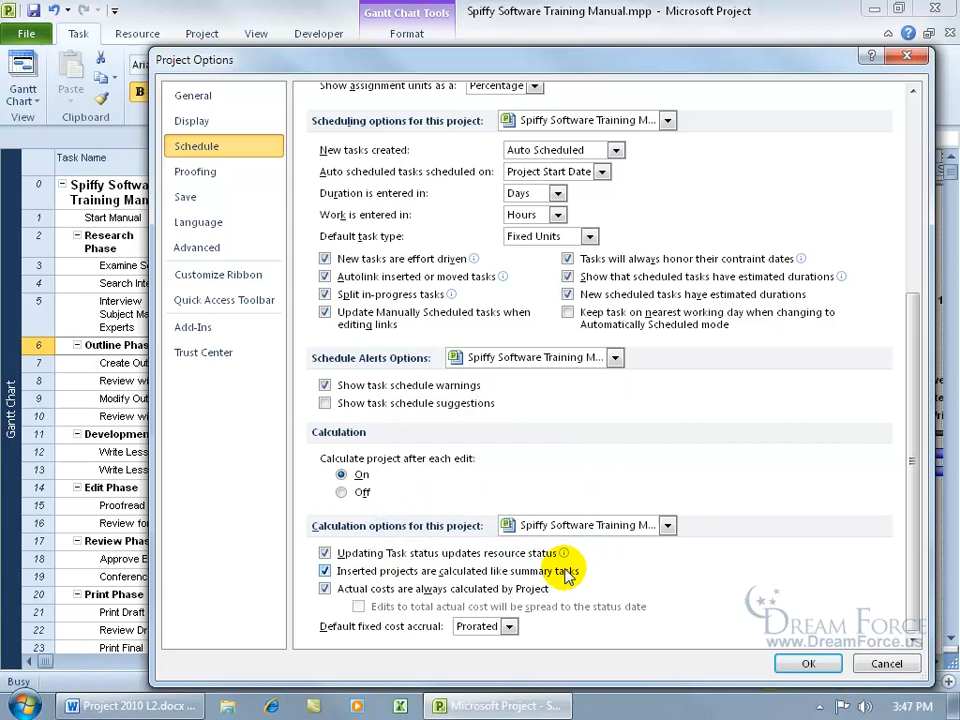 Gantt Chart Tools
Spiffy Software Training Manual.mpp - Microsoft Project
File
Task
Resource
Project
View
Developer
Format
Gantt
Chart
Paste
View
Clipboard
Aria
B
Project Options
General
Display
Schedule
Proofing
Save
Language
Advanced
Customize Ribbon
Quick Access Toolbar
Add-Ins
Trust Center
Show assignment units as a: Percentage
Scheduling options for this project: Spiffy Software Training M...
New tasks created: Auto Scheduled
Auto scheduled tasks scheduled on: Project Start Date
Duration is entered in: Days
Work is entered in: Hours
Default task type: Fixed Units
New tasks are effort driven
Tasks will always honor their contraint dates
Autolink inserted or moved tasks
Show that scheduled tasks have estimated durations
Split in-progress tasks
New scheduled tasks have estimated durations
Update Manually Scheduled tasks when
editing links
Keep task on nearest working day when changing to
Automatically Scheduled mode
Schedule Alerts Options: Spiffy Software Training M...
Show task schedule warnings
Show task schedule suggestions
Calculation
Calculate project after each edit:
On
Off
Calculation options for this project: Spiffy Software Training M...
Updating Task status updates resource status
Inserted projects are calculated like summary tasks
Actual costs are always calculated by Project
Edits to total actual cost will be spread to the status date
Default fixed cost accrual: Prorated
OK
Cancel
Gantt Chart
Task Name
0 Spiffy Softwa
Training Man
1 Start Manual
2 Research
Phase
3 Examine S
4 Search Inte
5 Interview
Subject Ma
Experts
6 Outline Phas
7 Create Out
8 Review wi
9 Modify Out
10 Review wi
11 Developmen
12 Write Less
13 Write Less
14 Edit Phase
15 Proofread
16 Review for
17 Review Phas
18 Approve E
19 Conferenc
20 Print Phase
21 Print Draft
22 Print Final
23
Busy
DREAM FORCE
www.DreamForce.us
Project 2010 L2.docx ...
Microsoft Project - S...
3:47 PM